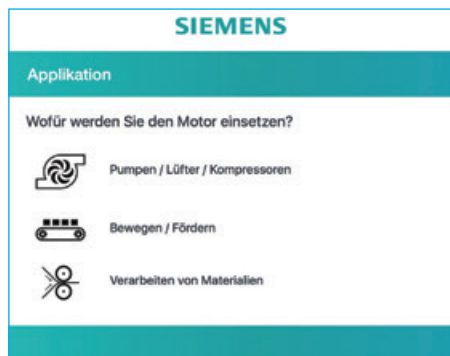 SIEMENS
Applikation
Wofür werden Sie den Motor einsetzen?
Pumpen / Lüfter / Kompressoren
Bewegen / Fördern
Verarbeiten von Materialien